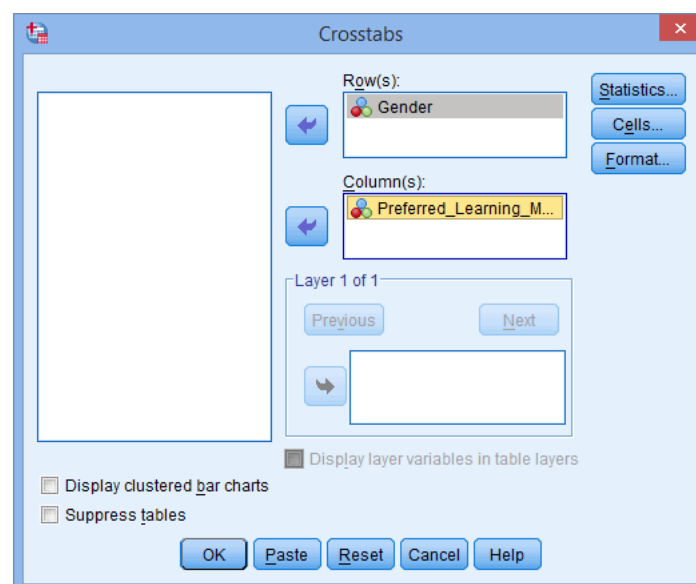 Crosstabs
Row(s):
Gender
Statistics...
Cells...
Format...
Column(s):
Preferred_Learning_M...
Layer 1 of 1
Previous
Next
Display layer variables in table layers
Display clustered bar charts
Suppress tables
OK Paste Reset Cancel Help